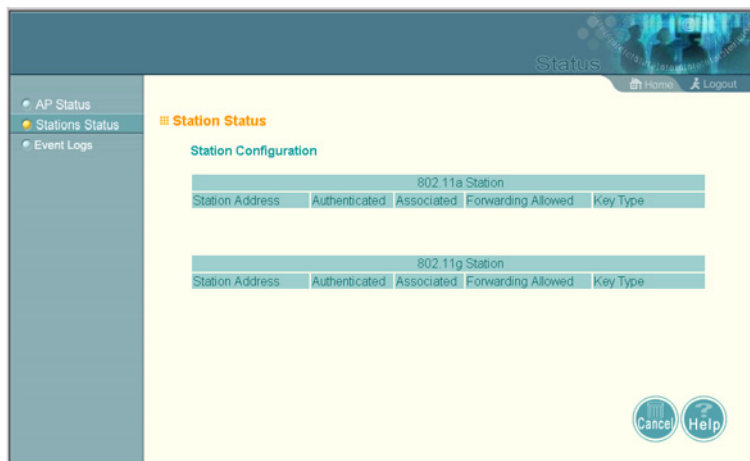 Status
Home Logout
AP Status
Stations Status
Event Logs
Station Status
Station Configuration
802.11a Station
Station Address Authenticated Associated Forwarding Allowed Key Type
802.11g Station
Station Address Authenticated Associated Forwarding Allowed Key Type
Cancel Help